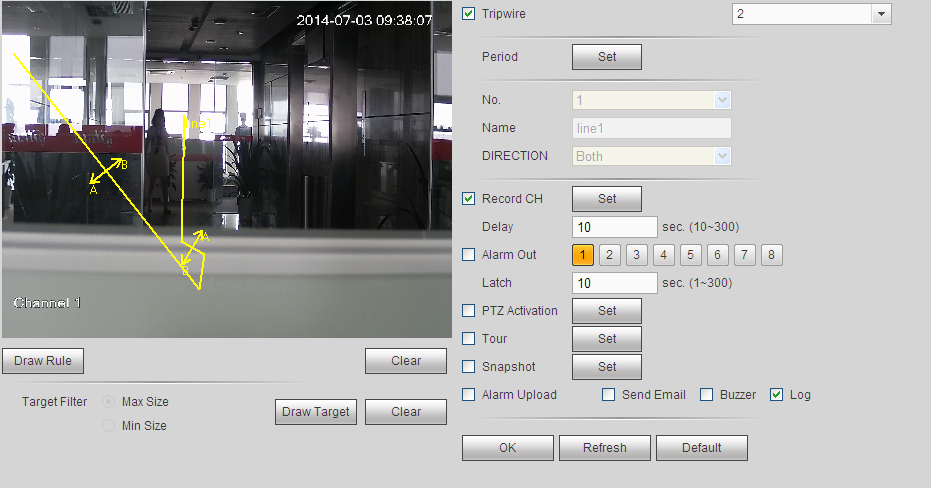 2014-07-03 09:38:07
line1
B
A
A
B
Channel 1
Draw Rule
Clear
Target Filter
Max Size
Min Size
Draw Target
Clear
Tripwire
2
Period
Set
No.
1
Name
line1
DIRECTION
Both
Record CH
Set
Delay
10
sec. (10~300)
Alarm Out
1 2 3 4 5 6 7 8
Latch
10
sec. (1~300)
PTZ Activation
Set
Tour
Set
Snapshot
Set
Alarm Upload
Send Email
Buzzer
Log
OK
Refresh
Default